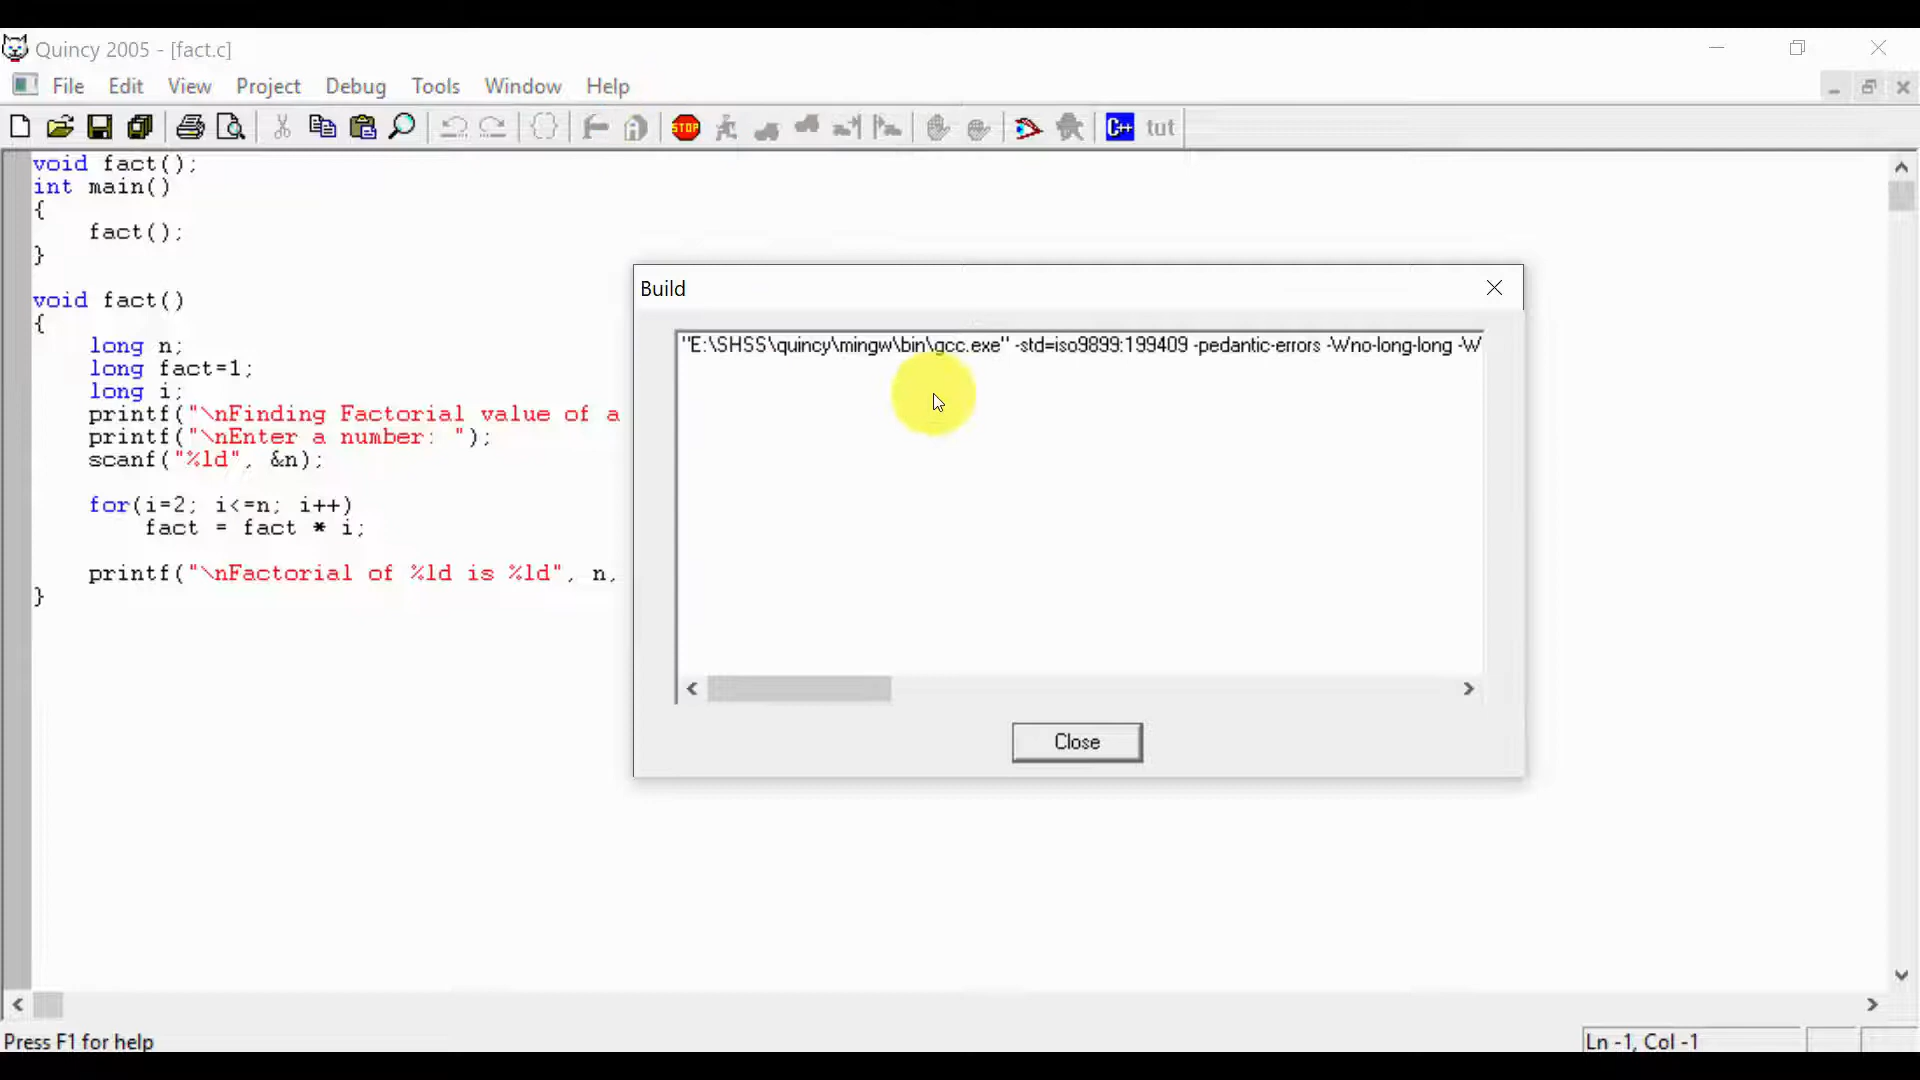 Quincy 2005 - [fact.c]
File Edit View Project Debug Tools Window Help
STOP C++ tut
void fact();
int main()
{
fact();
}
void fact()
{
long n;
long fact=1;
long i;
printf("\nFinding Factorial value of a
printf("\nEnter a number: ");
scanf("%ld", &n);
for(i=2; i<=n; i++)
fact = fact * i;
printf("\nFactorial of %ld is %ld", n,
}
Build
"E:\SHSS\quincy\mingw\bin\gcc.exe" -std=iso9899:199409 -pedantic-errors -Wno-long-long -W
Close
Press F1 for help
Ln -1, Col -1